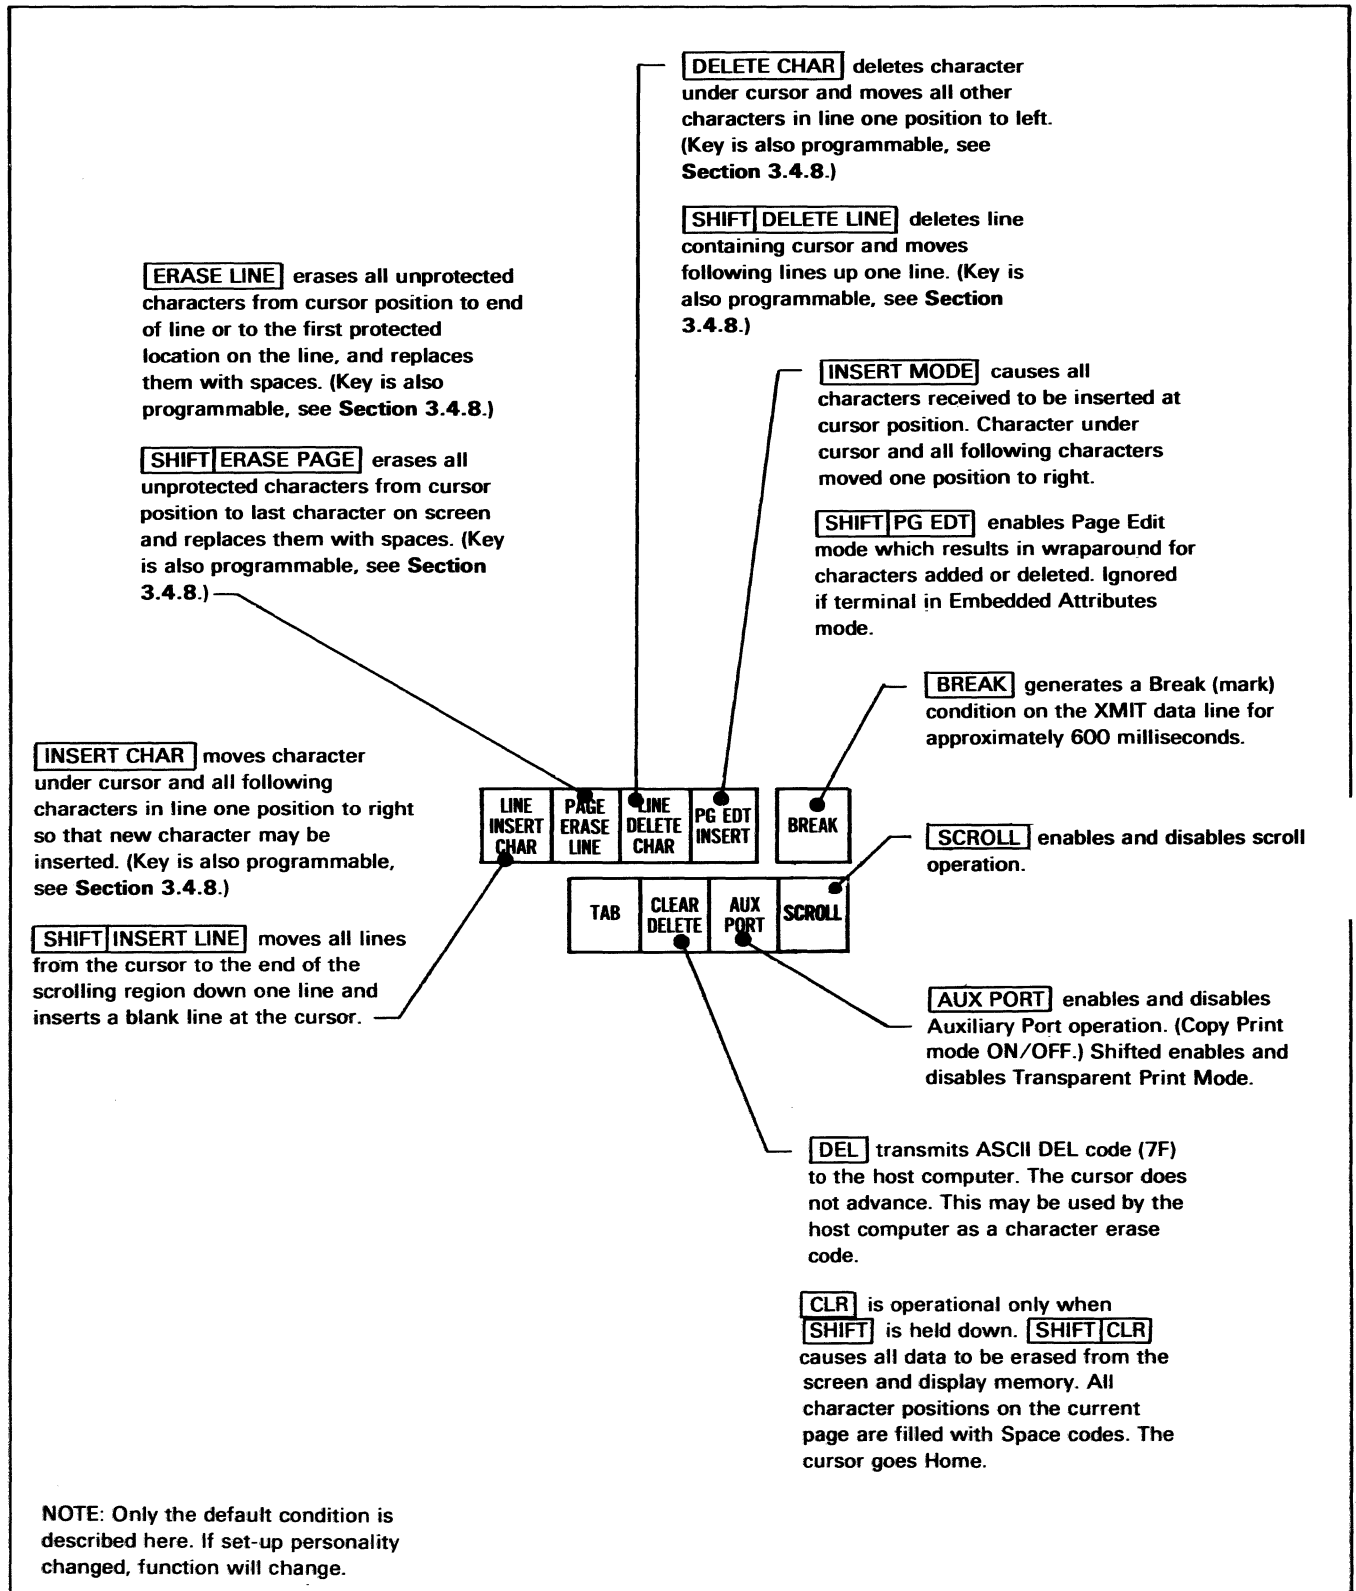 DELETE CHAR deletes character
under cursor and moves all other
characters in line one position to left.
(Key is also programmable, see
Section 3.4.8.)
SHIFT DELETE LINE deletes line
containing cursor and moves
following lines up one line. (Key is
also programmable, see Section
3.4.8.)
ERASE LINE erases all unprotected
characters from cursor position to end
of line or to the first protected
location on the line, and replaces
them with spaces. (Key is also
programmable, see Section 3.4.8.)
SHIFT ERASE PAGE erases all
unprotected characters from cursor
position to last character on screen
and replaces them with spaces. (Key
is also programmable, see Section
3.4.8.)
INSERT MODE causes all
characters received to be inserted at
cursor position. Character under
cursor and all following characters
moved one position to right.
SHIFT PG EDT enables Page Edit
mode which results in wraparound for
characters added or deleted. Ignored
if terminal in Embedded Attributes
mode.
BREAK generates a Break (mark)
condition on the XMIT data line for
approximately 600 milliseconds.
INSERT CHAR moves character
under cursor and all following
characters in line one position to right
so that new character may be
inserted. (Key is also programmable,
see Section 3.4.8.)
SHIFT INSERT LINE moves all lines
from the cursor to the end of the
scrolling region down one line and
inserts a blank line at the cursor.
LINE
INSERT
CHAR
PAGE
ERASE
LINE
LINE
DELETE
CHAR
PG EDT
INSERT
BREAK
TAB
CLEAR
DELETE
AUX
PORT
SCROLL
SCROLL enables and disables scroll
operation.
AUX PORT enables and disables
Auxiliary Port operation. (Copy Print
mode ON/OFF.) Shifted enables and
disables Transparent Print Mode.
DEL transmits ASCII DEL code (7F)
to the host computer. The cursor does
not advance. This may be used by the
host computer as a character erase
code.
CLR is operational only when
SHIFT is held down. SHIFT CLR
causes all data to be erased from the
screen and display memory. All
character positions on the current
page are filled with Space codes. The
cursor goes Home.
NOTE: Only the default condition is
described here. If set-up personality
changed, function will change.